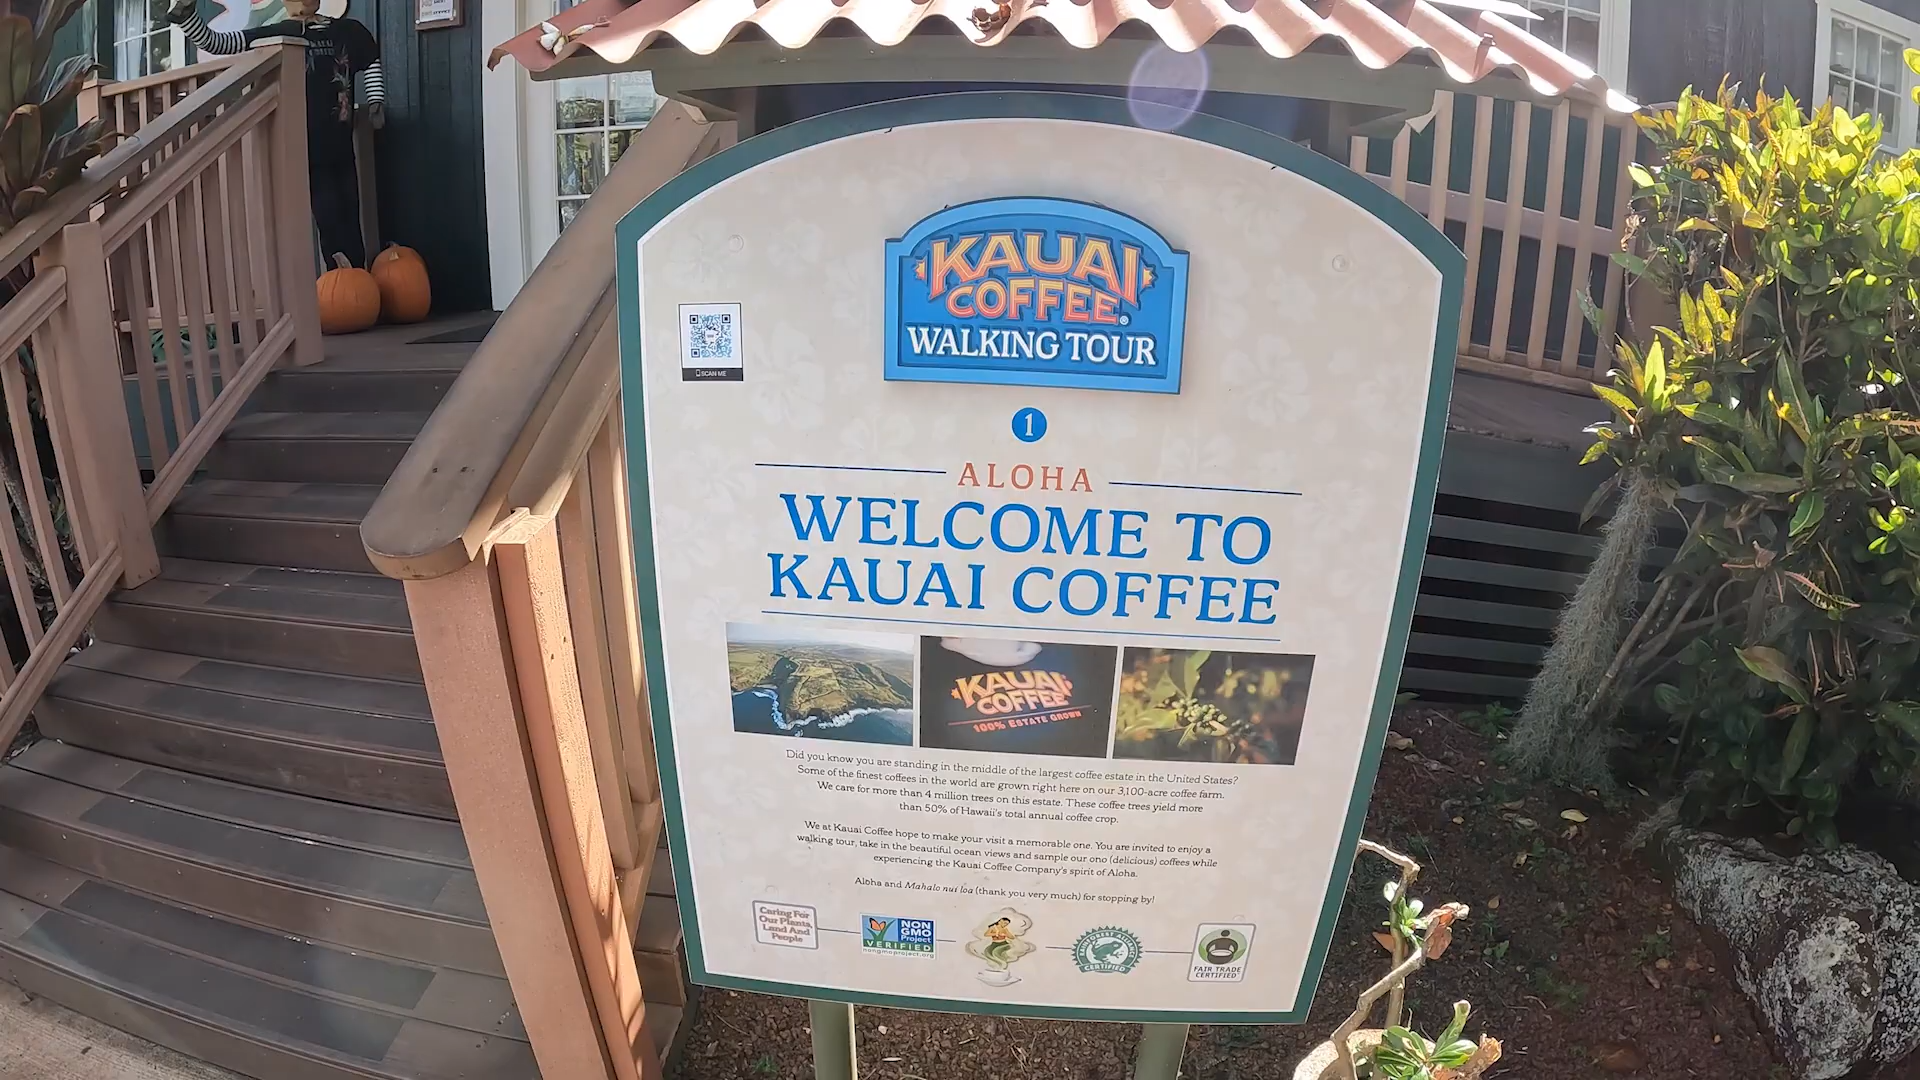 KAUAI
COFFEE®
WALKING TOUR
SCAN ME
1
ALOHA
WELCOME TO
KAUAI COFFEE
KAUAI
COFFEE
100% ESTATE GROWN
Did you know you are standing in the middle of the largest coffee estate in the United States?
Some of the finest coffees in the world are grown right here on our 3,100-acre coffee farm.
We care for more than 4 million trees on this estate. These coffee trees yield more
than 50% of Hawaii's total annual coffee crop.
We at Kauai Coffee hope to make your visit a memorable one. You are invited to enjoy a
walking tour, take in the beautiful ocean views and sample our ono (delicious) coffees while
experiencing the Kauai Coffee Company's spirit of Aloha.
Aloha and Mahalo nui loa (thank you very much) for stopping by!
Caring For
Our Plants,
Land And
People
NON
GMO
Project
VERIFIED
nongmoproject.org
RAINFOREST ALLIANCE
CERTIFIED
FAIR TRADE
CERTIFIED